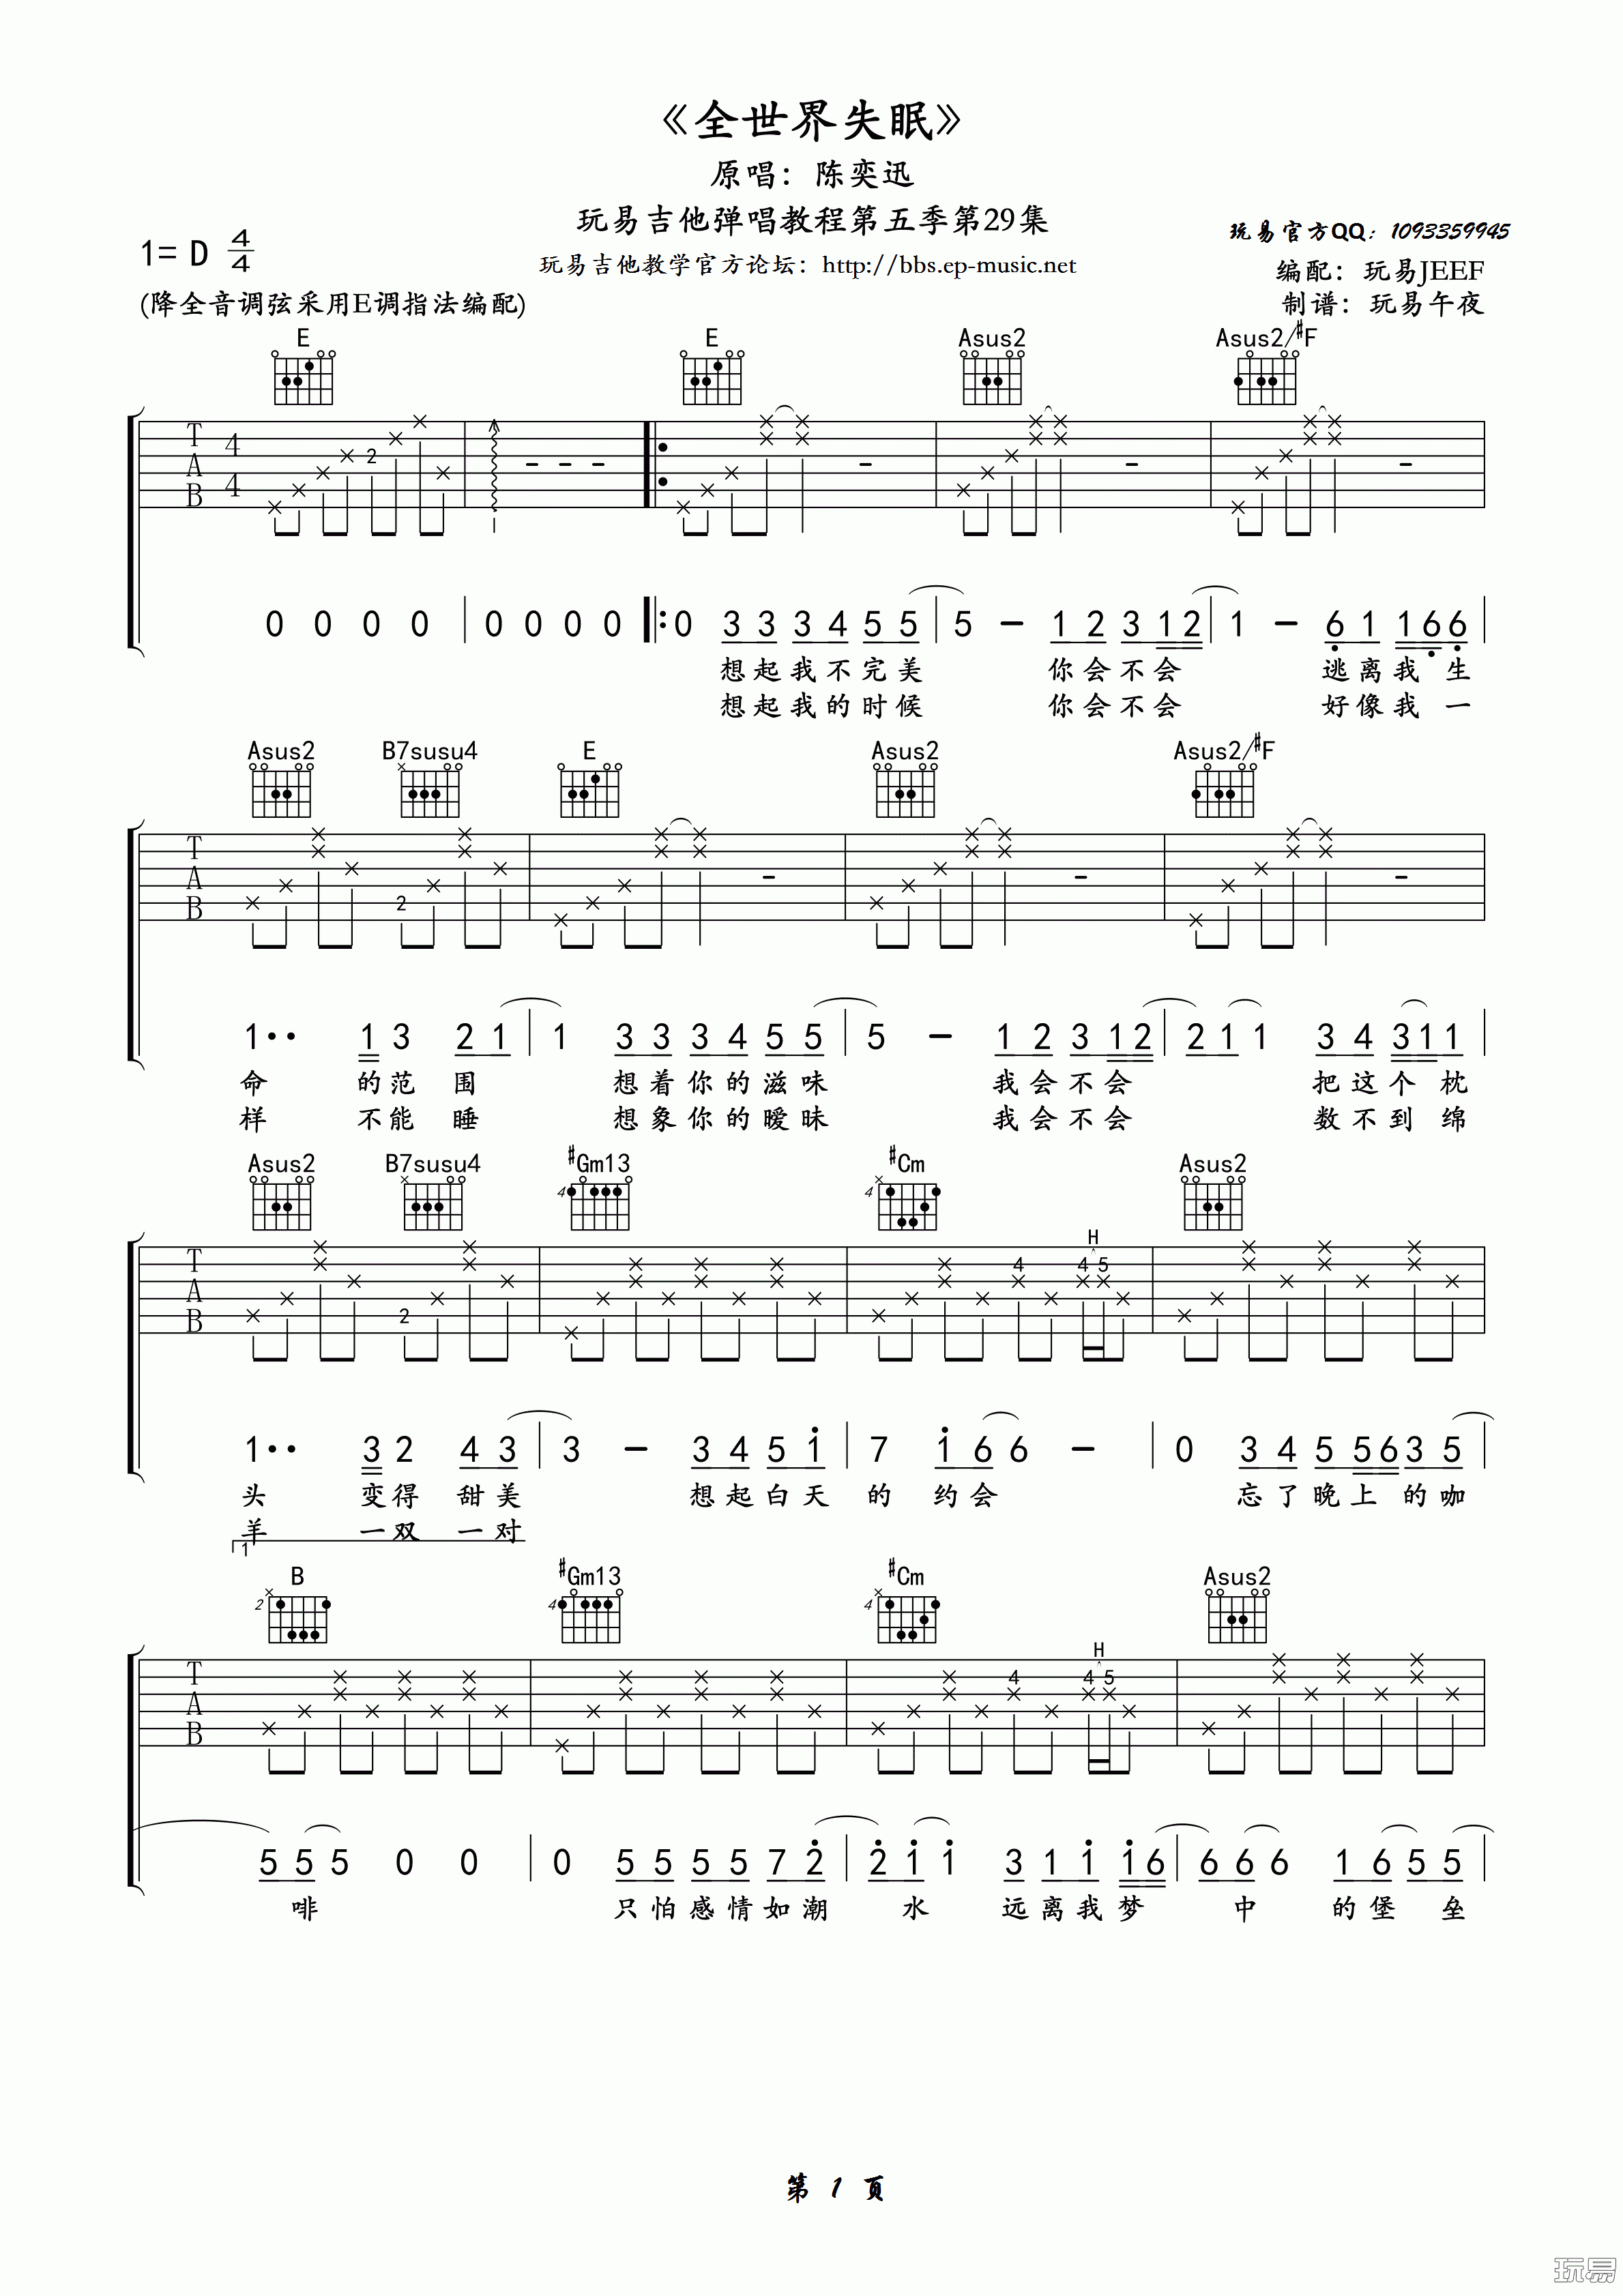 《全世界失眠》
原唱：陈奕迅
玩易吉他弹唱教程第五季第29集
玩易官方QQ：1093359945
1= D 4/4
玩易吉他教学官方论坛：http://bbs.ep-music.net
编配：玩易JEEF
(降全音调弦采用E调指法编配)
制谱：玩易午夜
E E Asus2 Asus2/#F
T A B 4 4 2
0 0 0 0 0 0 0 0 0 3 3 3 4 5 5 5 - 1 2 3 1 2 1 - 6 1 1 6 6
想起我不完美 你会不会 逃离我生
想起我的时候 你会不会 好像我一
Asus2 B7susu4 E Asus2 Asus2/#F
T A B 2
1·· 1 3 2 1 1 3 3 3 4 5 5 5 - 1 2 3 1 2 2 1 1 3 4 3 1 1
命 的范围 想着你的滋味 我会不会 把这个枕
样 不能睡 想象你的暧昧 我会不会 数不到绵
Asus2 B7susu4 #Gm13 #Cm Asus2
4 4
H
T A B 2 4 4 5
1·· 3 2 4 3 3 - 3 4 5 1 7 1 6 6 - 0 3 4 5 5 6 3 5
头 变得甜美 想起白天的约会 忘了晚上的咖
羊 一双一对
1
B #Gm13 #Cm Asus2
2 4 4
H
T A B 4 4 5
5 5 5 0 0 0 5 5 5 5 7 2 2 1 1 3 1 1 1 6 6 6 6 1 6 5 5
啡 只怕感情如潮水 远离我梦中的堡垒
第 1 页
玩易